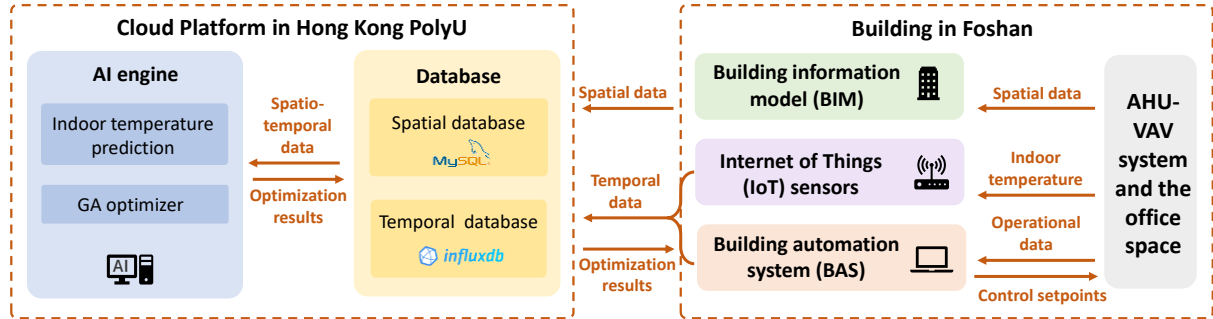 Cloud Platform in Hong Kong PolyU
AI engine
Indoor temperature
prediction
GA optimizer
AI
Spatio-
temporal
data
Optimization
results
Database
Spatial database
MySQL
Temporal database
influxdb
Spatial data
Temporal
data
Optimization
results
Building in Foshan
Building information
model (BIM)
Internet of Things
(IoT) sensors
Building automation
system (BAS)
Spatial data
Indoor
temperature
Operational
data
Control setpoints
AHU-
VAV
system
and the
office
space